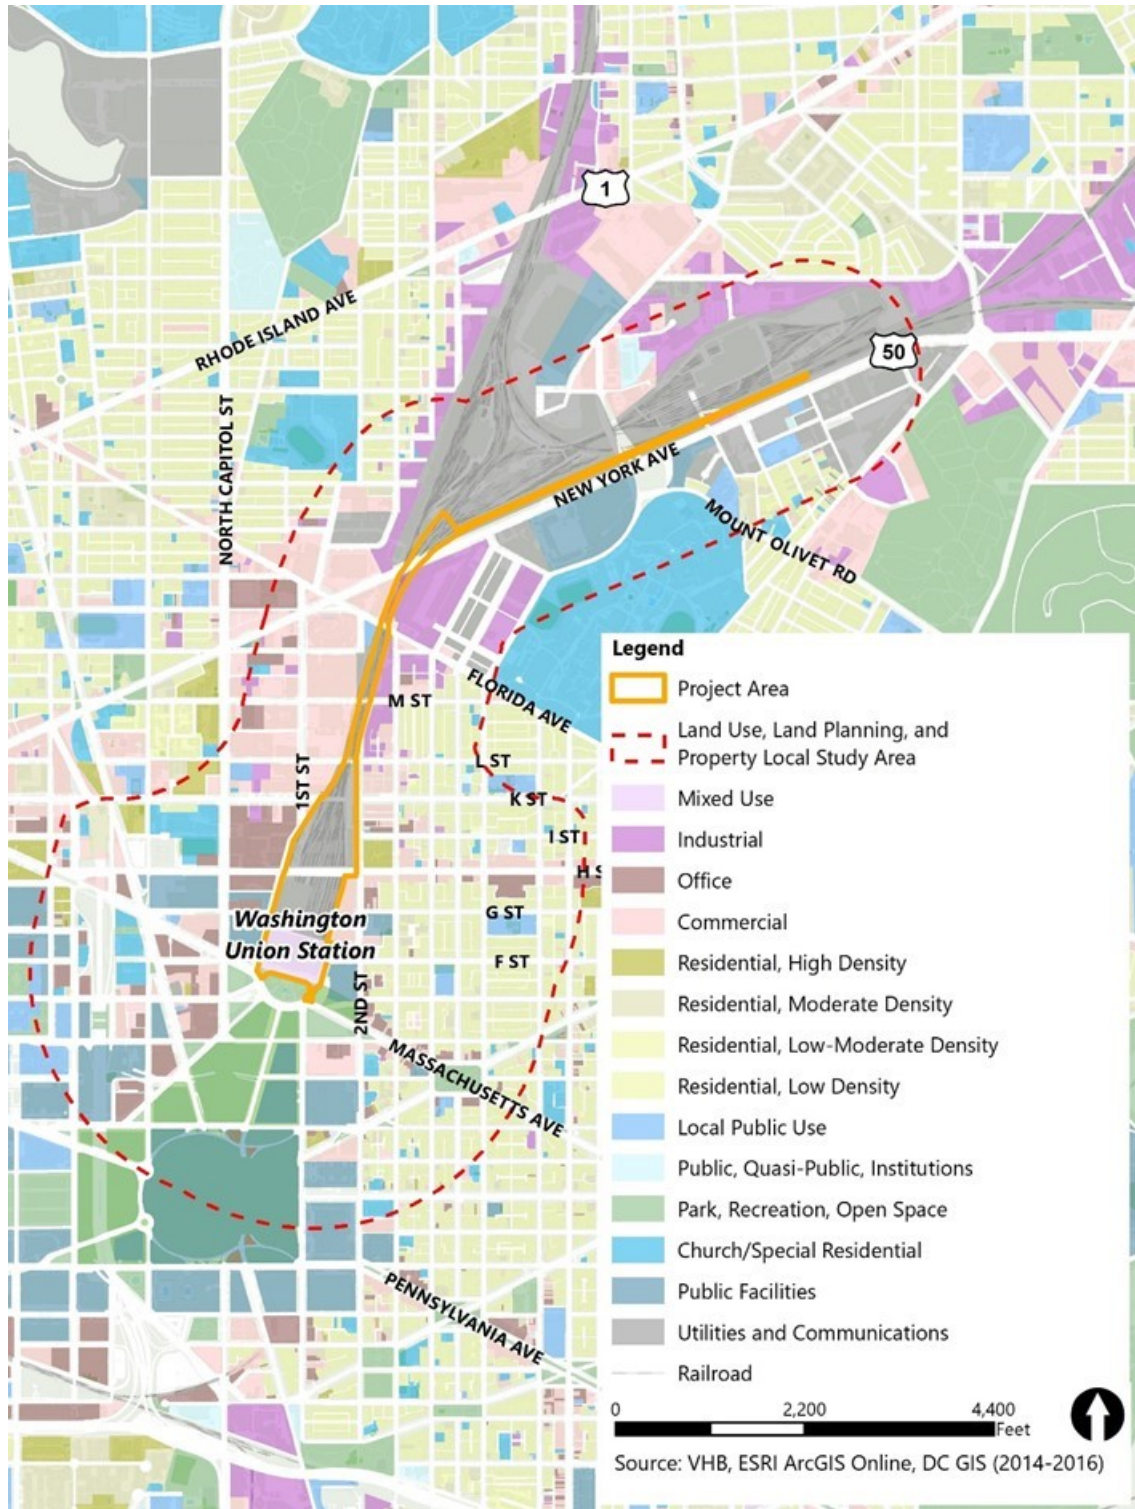 1
RHODE ISLAND AVE
50
NORTH CAPITOL ST
NEW YORK AVE
MOUNT OLIVET RD
FLORIDA AVE
M ST
L ST
1ST ST
K ST
I ST
H S
G ST
Washington
Union Station
F ST
2ND ST
MASSACHUSETTS AVE
PENNSYLVANIA AVE
Legend
Project Area
Land Use, Land Planning, and
Property Local Study Area
Mixed Use
Industrial
Office
Commercial
Residential, High Density
Residential, Moderate Density
Residential, Low-Moderate Density
Residential, Low Density
Local Public Use
Public, Quasi-Public, Institutions
Park, Recreation, Open Space
Church/Special Residential
Public Facilities
Utilities and Communications
Railroad
0 2,200 4,400
Feet
Source: VHB, ESRI ArcGIS Online, DC GIS (2014-2016)